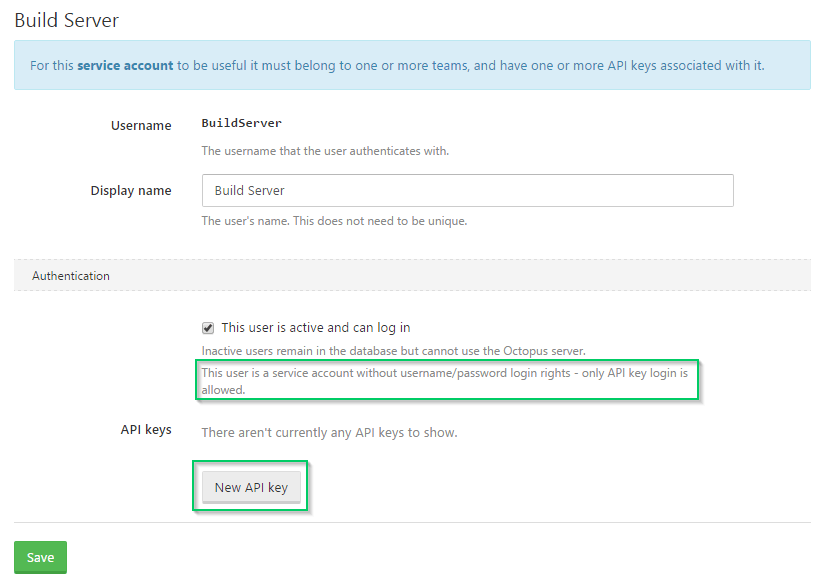 Build Server
For this service account to be useful it must belong to one or more teams, and have one or more API keys associated with it.
Username
BuildServer
The username that the user authenticates with.
Display name
Build Server
The user's name. This does not need to be unique.
Authentication
This user is active and can log in
Inactive users remain in the database but cannot use the Octopus server.
This user is a service account without username/password login rights - only API key login is
allowed.
API keys
There aren't currently any API keys to show.
New API key
Save